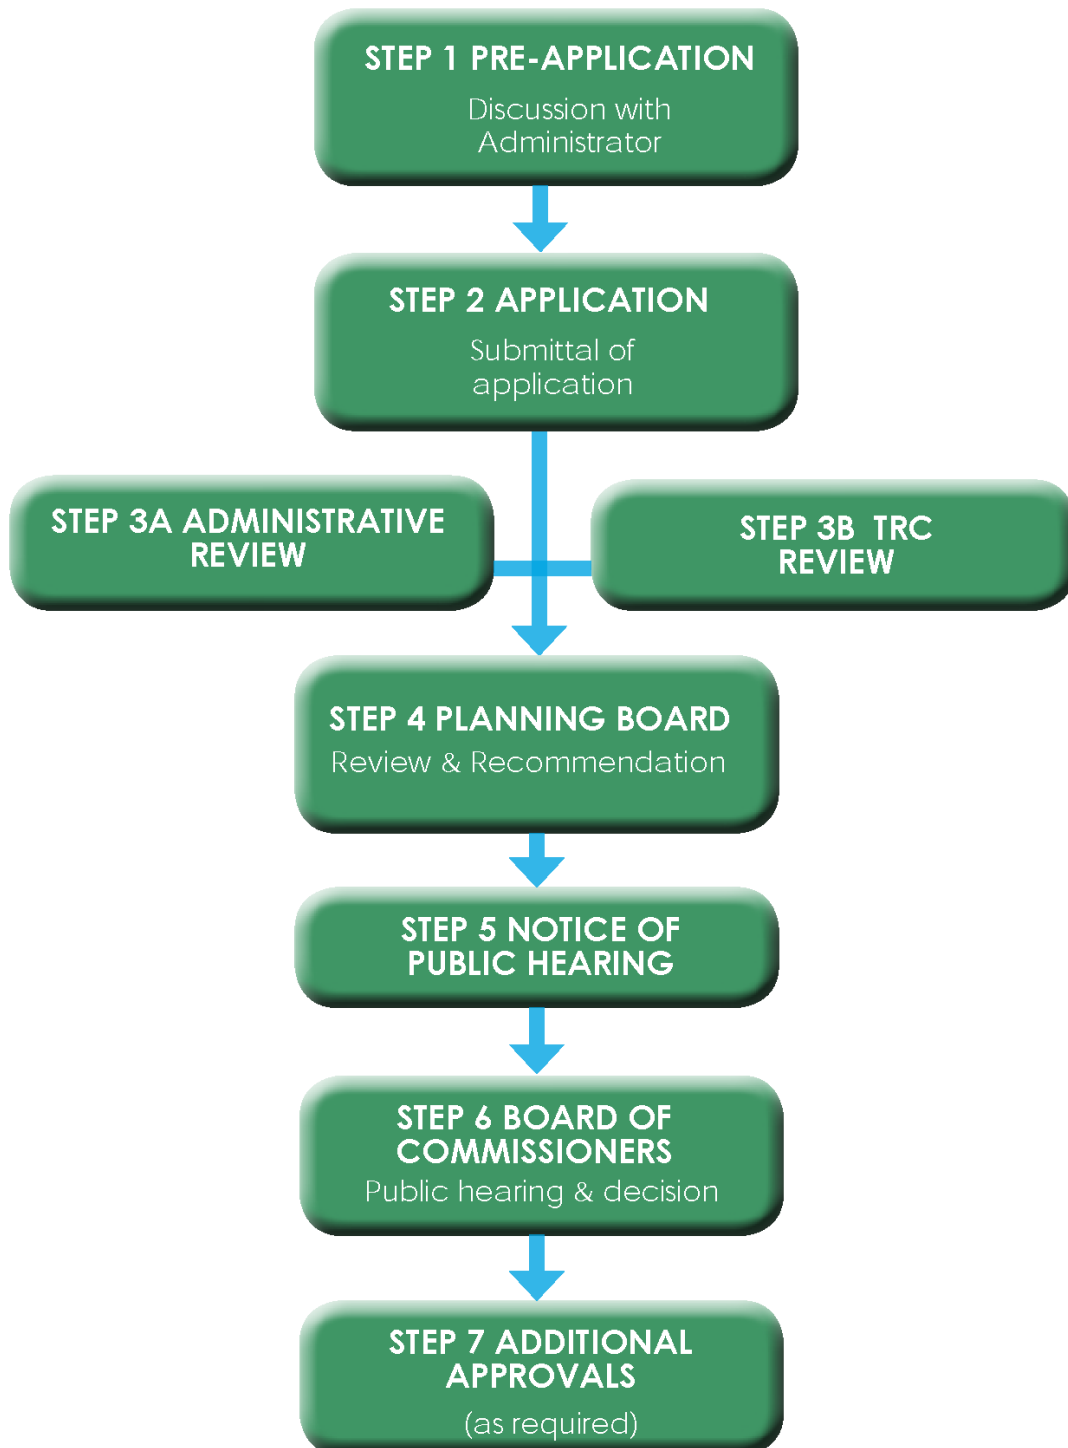 STEP 1 PRE-APPLICATION
Discussion with
Administrator
STEP 2 APPLICATION
Submittal of
application
STEP 3A ADMINISTRATIVE
REVIEW
STEP 3B TRC
REVIEW
STEP 4 PLANNING BOARD
Review & Recommendation
STEP 5 NOTICE OF
PUBLIC HEARING
STEP 6 BOARD OF
COMMISSIONERS
Public hearing & decision
STEP 7 ADDITIONAL
APPROVALS
(as required)